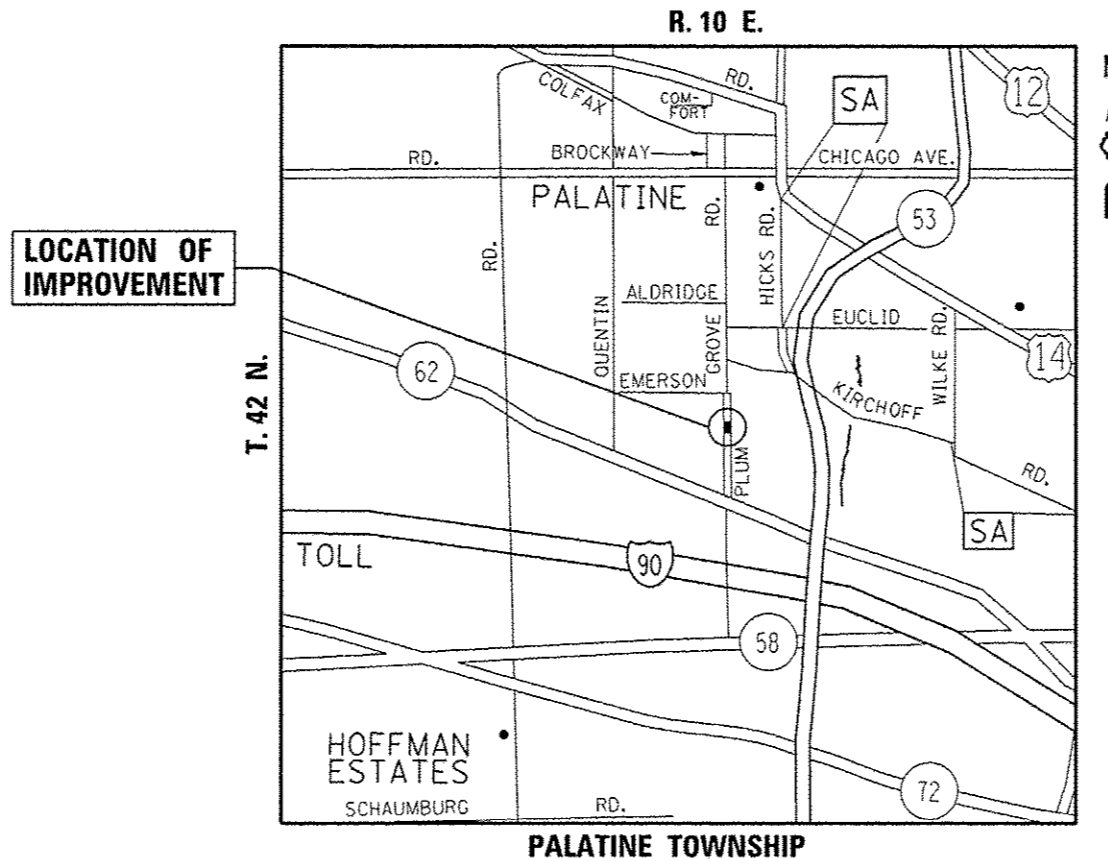 R. 10 E.
COLFAX
RD.
COM-
FORT
SA
12
RD.
BROCKWAY
CHICAGO AVE.
PALATINE
RD.
HICKS RD.
53
LOCATION OF
IMPROVEMENT
RD.
QUENTIN
ALDRIDGE
GROVE
EUCLID
WILKE RD.
14
62
T. 42 N.
EMERSON
KIRCHOFF
PLUM
RD.
SA
TOLL
90
58
HOFFMAN
ESTATES
72
SCHAUMBURG RD.
PALATINE TOWNSHIP